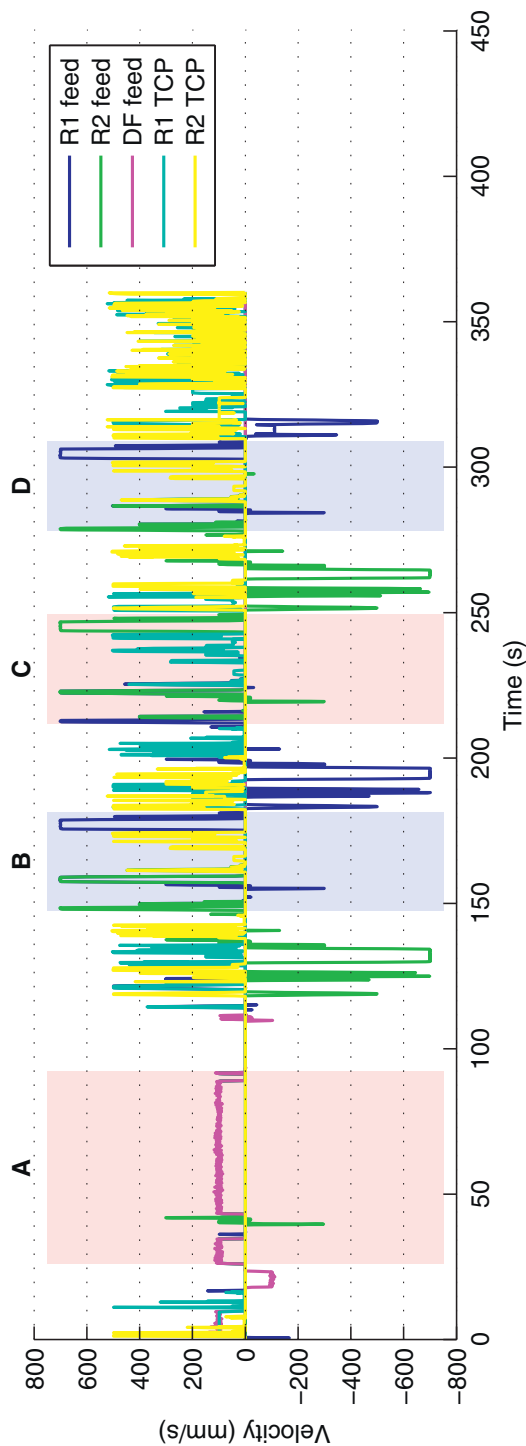 A
B
C
D
800
600
400
200
0
−200
−400
−600
−800
Velocity (mm/s)
0
50
100
150
200
250
300
350
400
450
Time (s)
R1 feed
R2 feed
DF feed
R1 TCP
R2 TCP